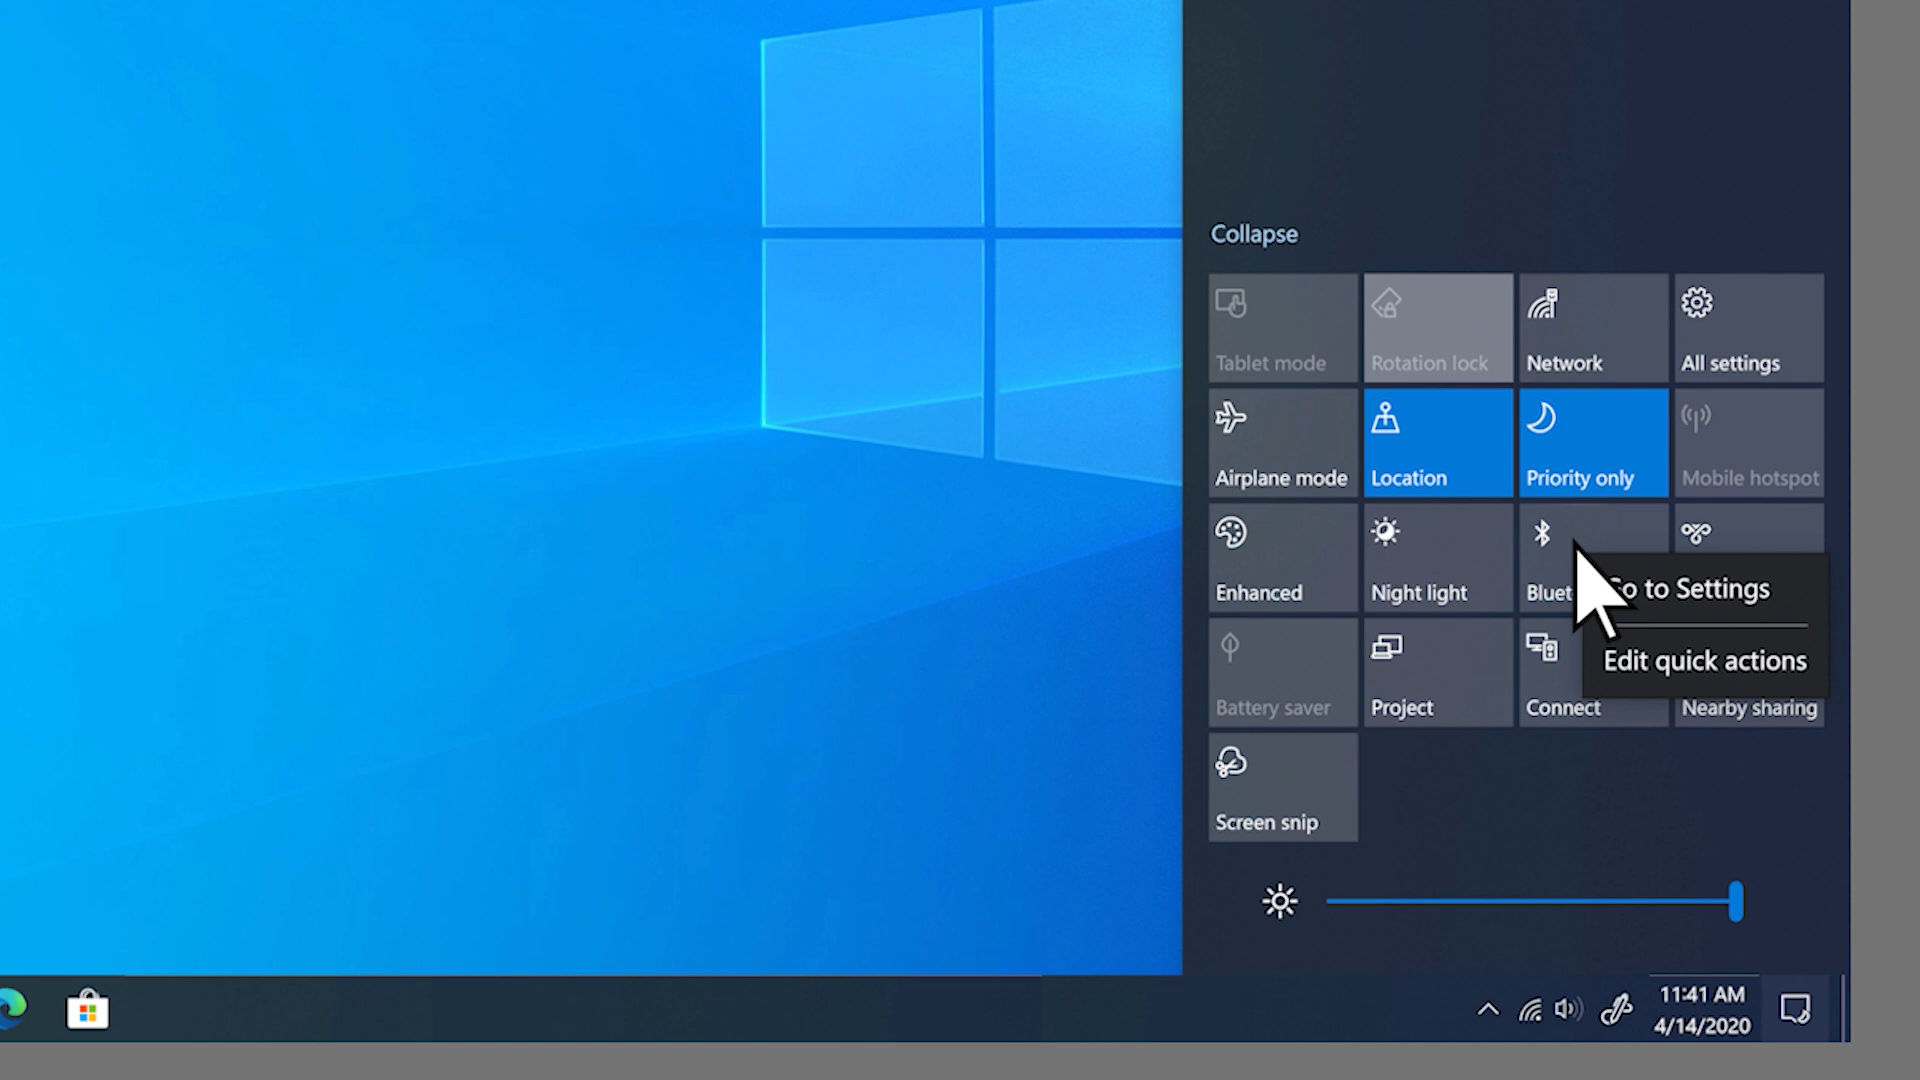 Collapse
Tablet mode
Rotation lock
Network
All settings
Airplane mode
Location
Priority only
Mobile hotspot
Enhanced
Night light
Go to Settings
Edit quick actions
Battery saver
Project
Connect
Nearby sharing
Screen snip
11:41 AM
4/14/2020